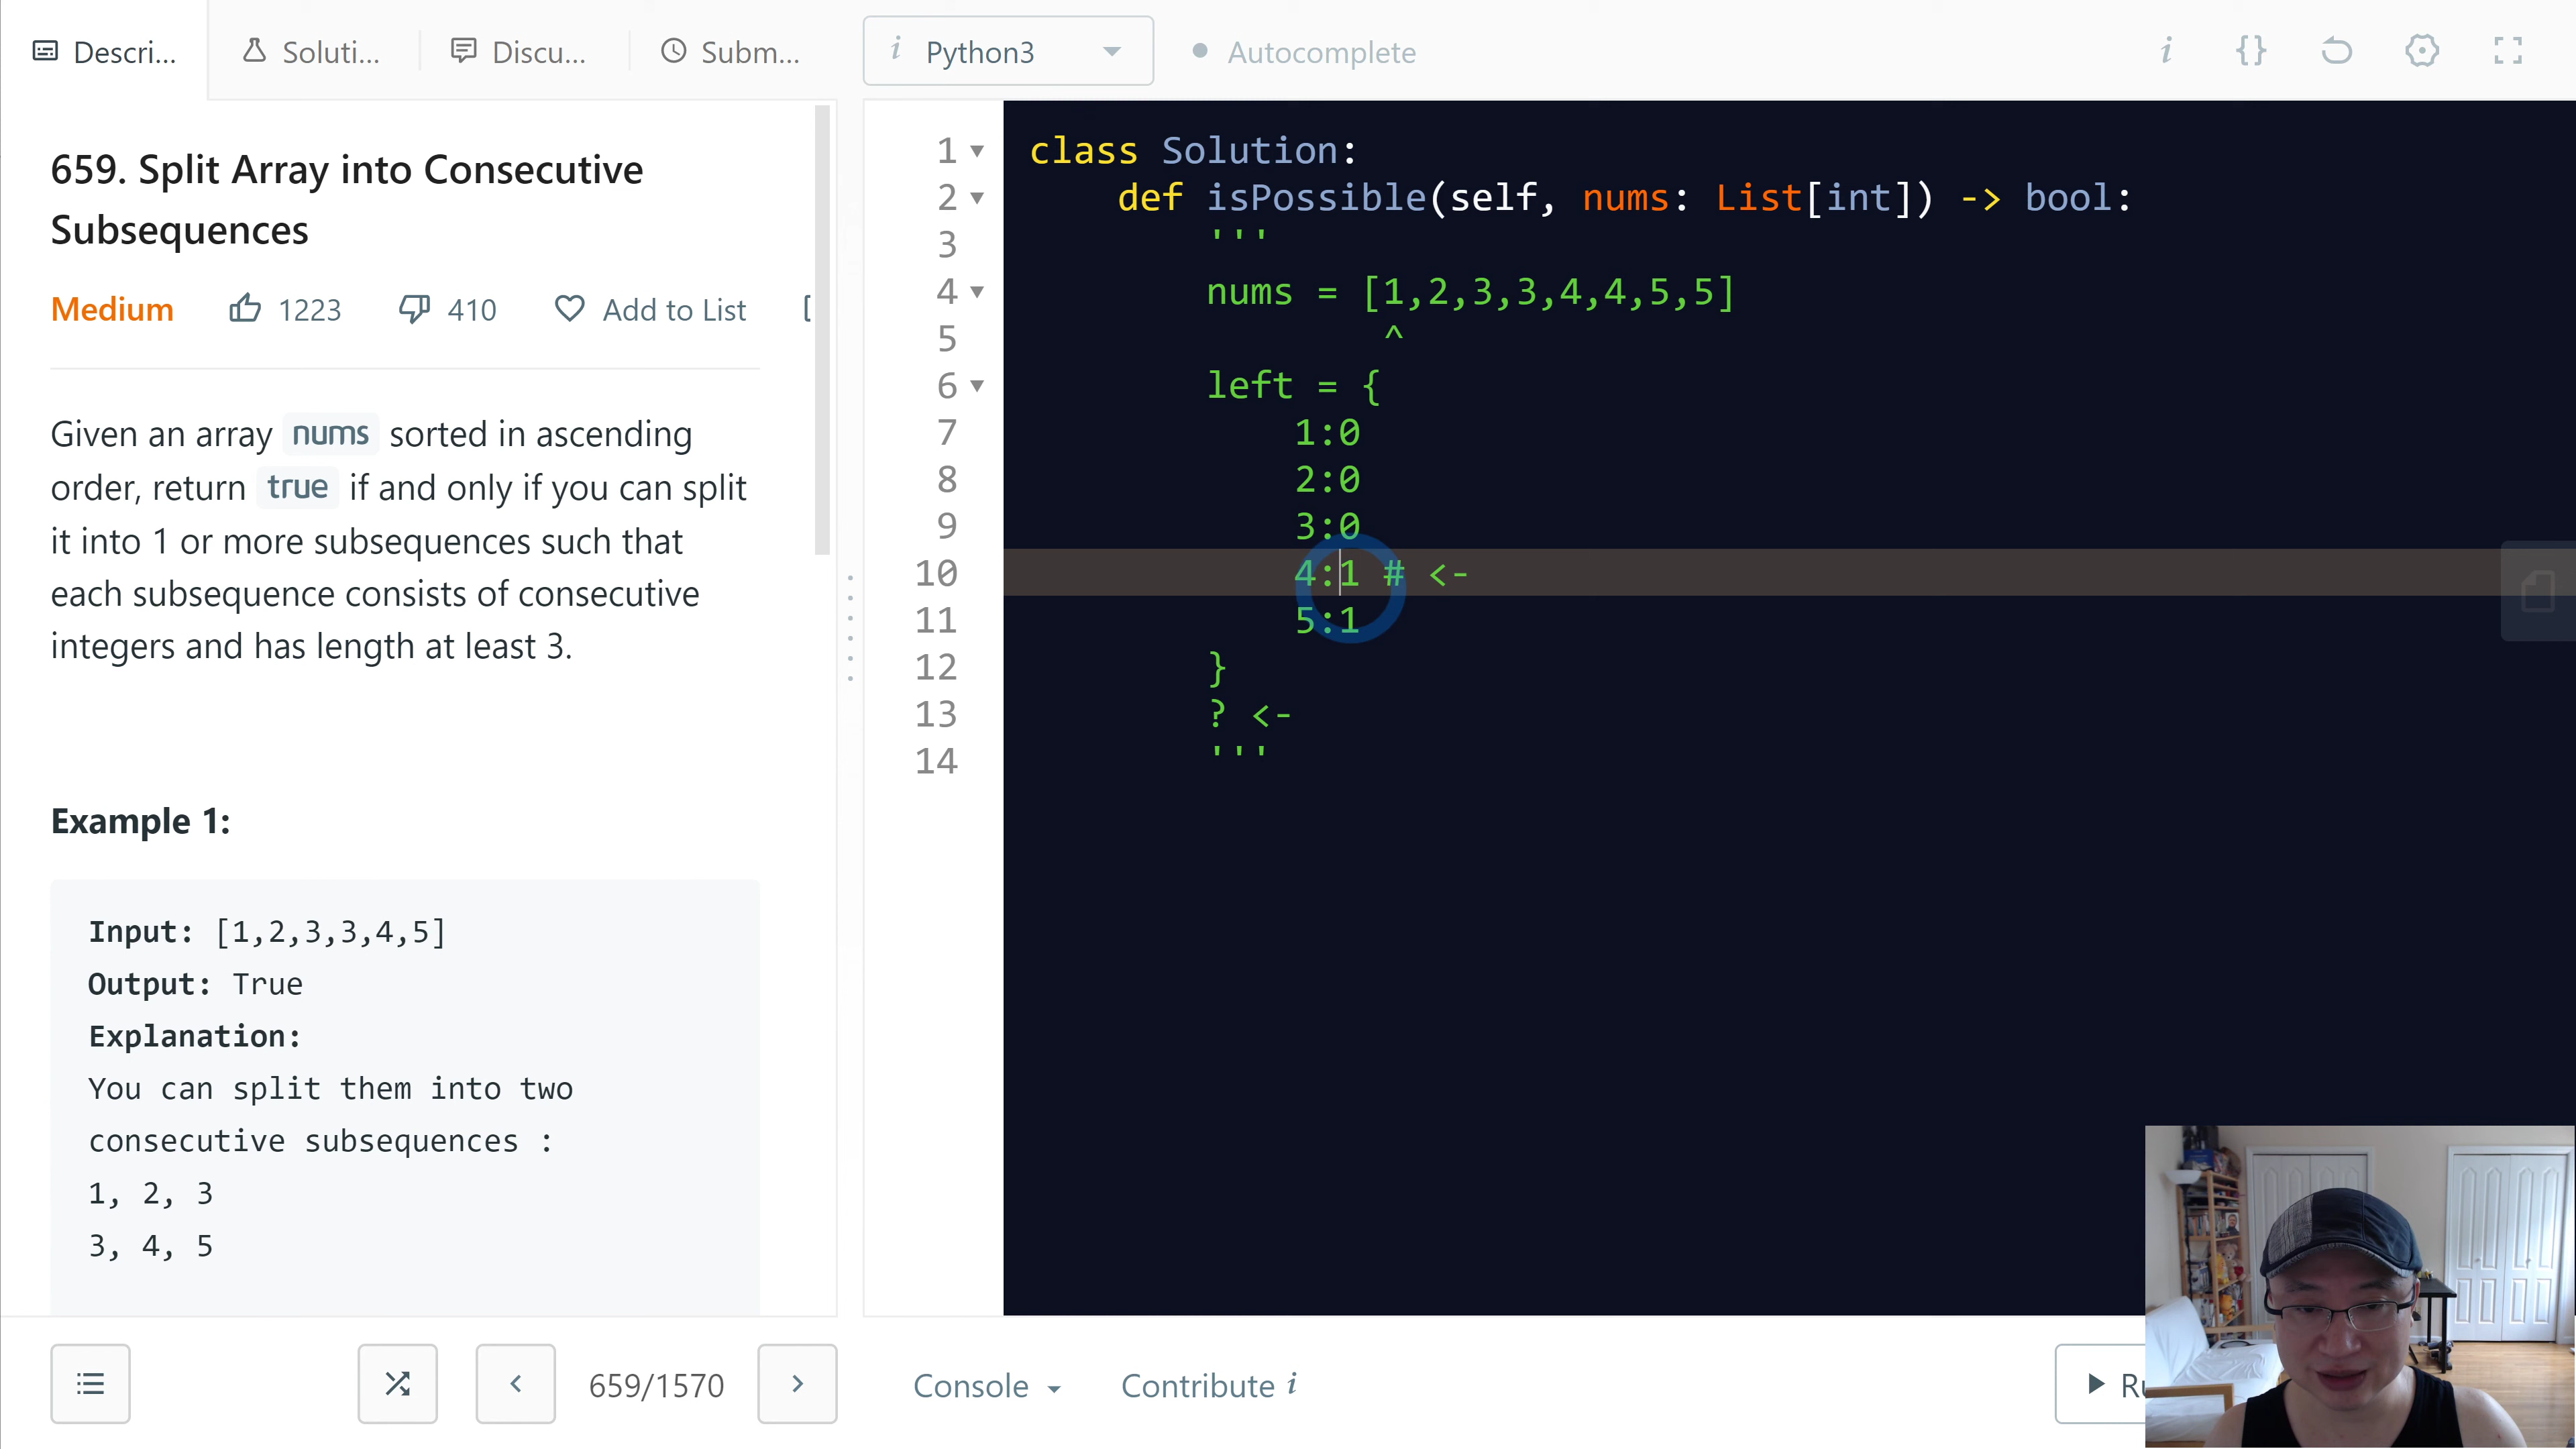 Descri...
Soluti...
Discu...
Subm...
i Python3
Autocomplete
i {}
659. Split Array into Consecutive
Subsequences
Medium 1223 410 Add to List
Given an array nums sorted in ascending
order, return true if and only if you can split
it into 1 or more subsequences such that
each subsequence consists of consecutive
integers and has length at least 3.
Example 1:
Input: [1,2,3,3,4,5]
Output: True
Explanation:
You can split them into two
consecutive subsequences :
1, 2, 3
3, 4, 5
659/1570
1 class Solution:
2 def isPossible(self, nums: List[int]) -> bool:
3 '''
4 nums = [1,2,3,3,4,4,5,5]
5 ^
6 left = {
7 1:0
8 2:0
9 3:0
10 4:1 # <-
11 5:1
12 }
13 ? <-
14 '''
Console
Contribute i